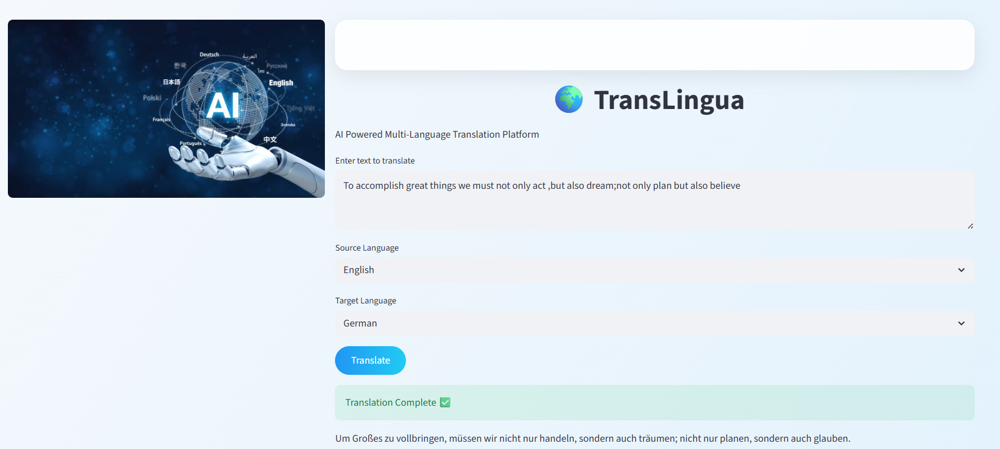 Deutsch
العربية
한국
ไทย
Русский
日本語
English
Polski
AI
Tiếng Việt
Français
Svenska
Português
中文
TransLingua
AI Powered Multi-Language Translation Platform
Enter text to translate
To accomplish great things we must not only act ,but also dream;not only plan but also believe
Source Language
English
Target Language
German
Translate
Translation Complete
Um Großes zu vollbringen, müssen wir nicht nur handeln, sondern auch träumen; nicht nur planen, sondern auch glauben.